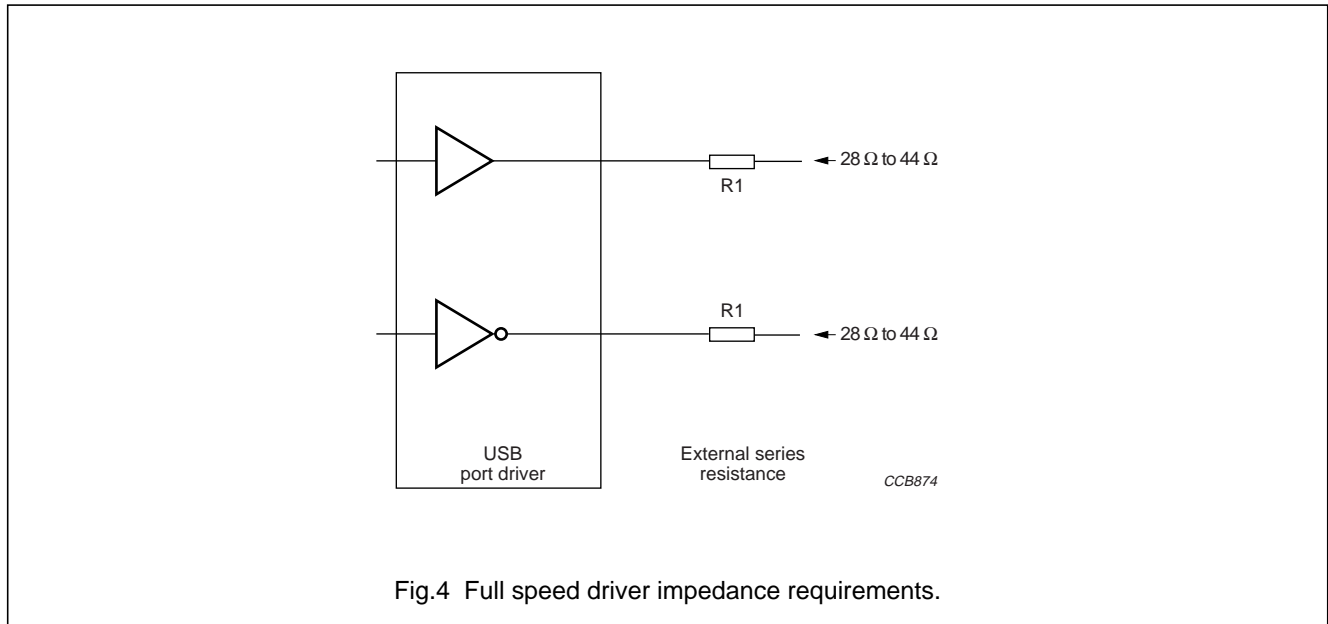 28 Ω to 44 Ω
R1
R1
28 Ω to 44 Ω
USB
port driver
External series
resistance
CCB874
Fig.4 Full speed driver impedance requirements.